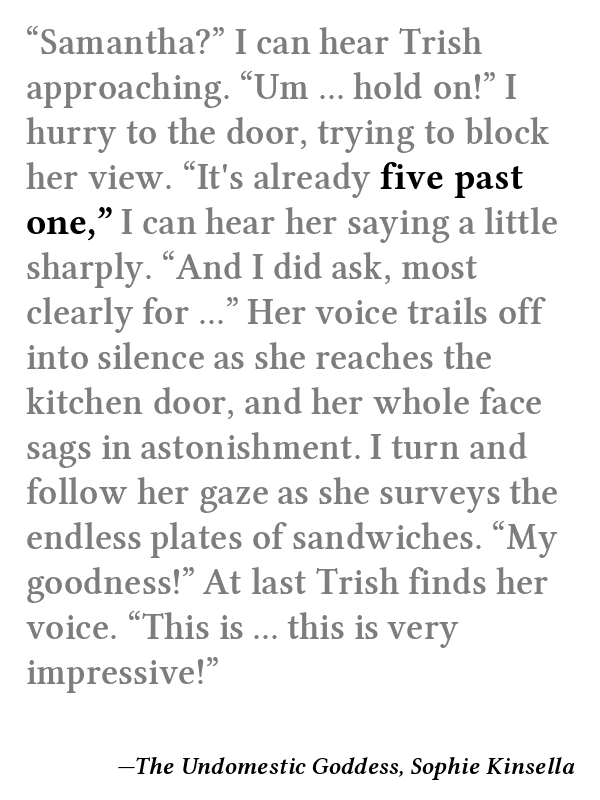 “Samantha?” I can hear Trish
approaching. “Um ... hold on!” I
hurry to the door, trying to block
her view. “It's already five past
one,” I can hear her saying a little
sharply. “And I did ask, most
clearly for ...” Her voice trails off
into silence as she reaches the
kitchen door, and her whole face
sags in astonishment. I turn and
follow her gaze as she surveys the
endless plates of sandwiches. “My
goodness!” At last Trish finds her
voice. “This is ... this is very
impressive!”
—The Undomestic Goddess, Sophie Kinsella